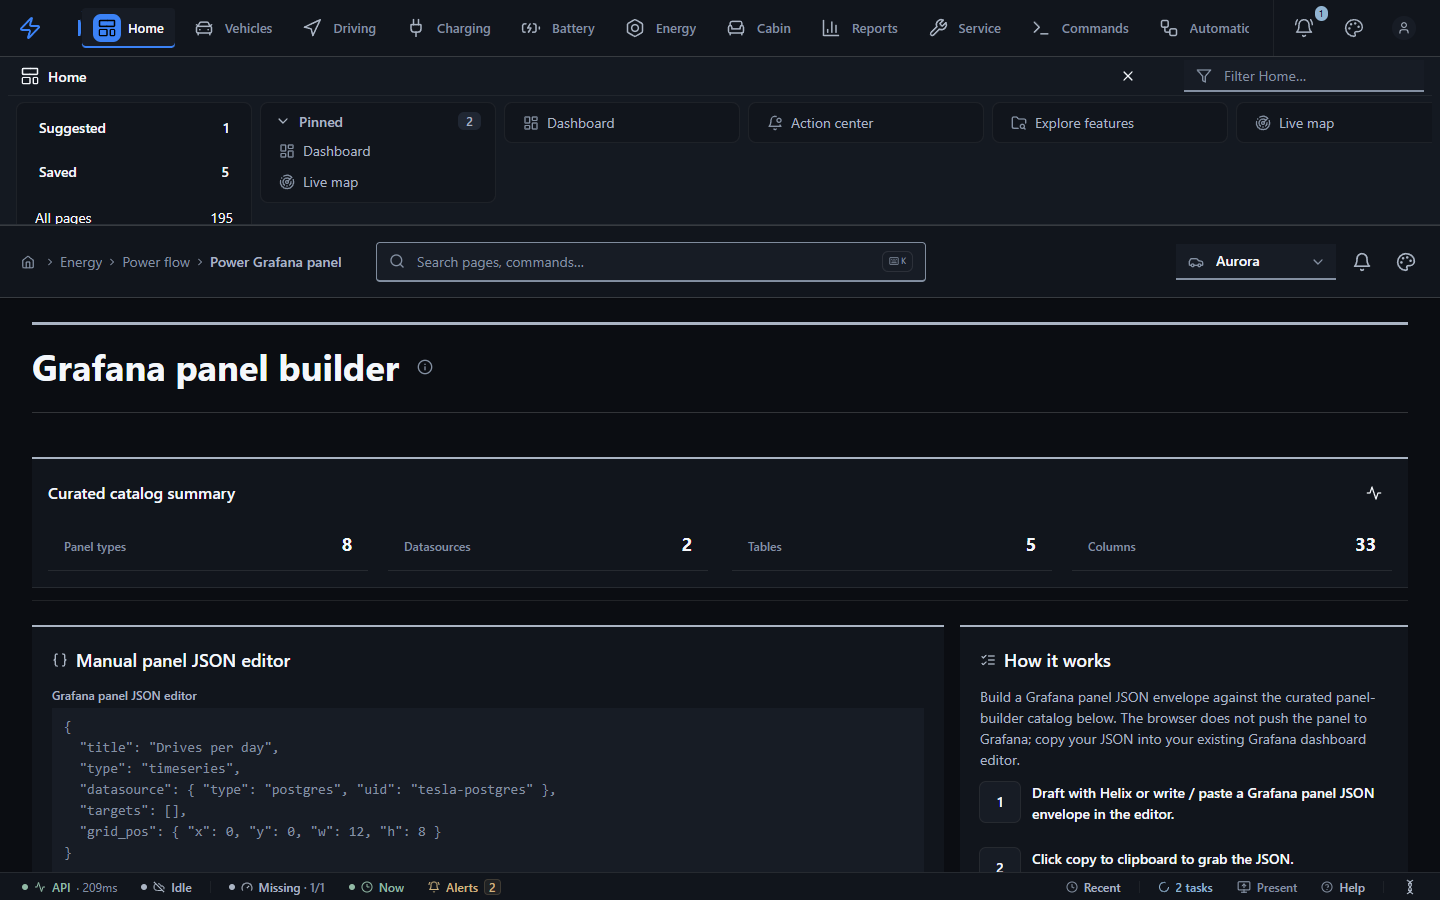 Home
Vehicles
Driving
Charging
Battery
Energy
Cabin
Reports
Service
Commands
Automatic
1
Home
Filter Home...
Suggested 1
Saved 5
All pages 195
Pinned 2
Dashboard
Live map
Dashboard
Action center
Explore features
Live map
Energy > Power flow > Power Grafana panel
Search pages, commands...
K
Aurora
Grafana panel builder
Curated catalog summary
Panel types 8
Datasources 2
Tables 5
Columns 33
Manual panel JSON editor
Grafana panel JSON editor
{
"title": "Drives per day",
"type": "timeseries",
"datasource": { "type": "postgres", "uid": "tesla-postgres" },
"targets": [],
"grid_pos": { "x": 0, "y": 0, "w": 12, "h": 8 }
}
How it works
Build a Grafana panel JSON envelope against the curated panel-
builder catalog below. The browser does not push the panel to
Grafana; copy your JSON into your existing Grafana dashboard
editor.
1 Draft with Helix or write / paste a Grafana panel JSON
envelope in the editor.
2 Click copy to clipboard to grab the JSON.
API · 209ms
Idle
Missing · 1/1
Now
Alerts 2
Recent
2 tasks
Present
Help